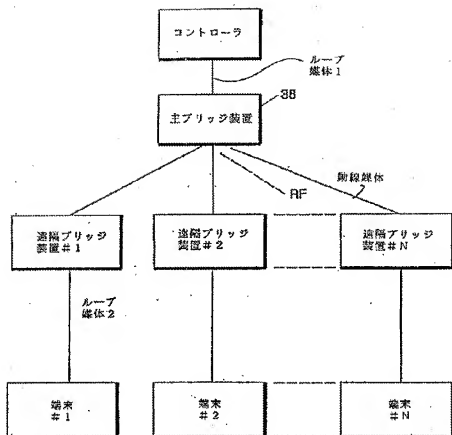 コントローラ
ループ
媒体1
38
主ブリッジ装置
RF
動線媒体
遠隔ブリッジ
装置#1
遠隔ブリッジ
装置#2
遠隔ブリッジ
装置#N
ループ
媒体2
端末
#1
端末
#2
端末
#N